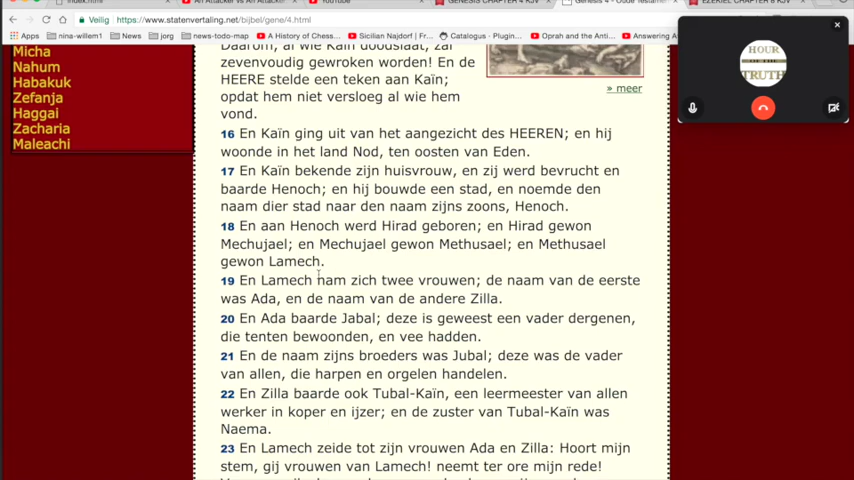 Index.html
An Attacker vs An Attacker
YouTube
GENESIS CHAPTER 4 KJV
Genesis 4 - Oude Testame
EZEKIEL CHAPTER 8 KJV
Veilig https://www.statenvertaling.net/bijbel/gene/4.html
Apps
nina-willem1
News
jorg
news-todo-map
A History of Chess...
Sicilian Najdorf |...
Catalogus - Plugin...
Oprah and the Anti...
Answering A
Micha
Nahum
Habakuk
Zefanja
Haggai
Zacharia
Maleachi
Daarom, al wie Kaïn doodslaat, zal
zevenvoudig gewroken worden! En de
HEERE stelde een teken aan Kaïn;
opdat hem niet versloeg al wie hem
vond.
» meer
16 En Kaïn ging uit van het aangezicht des HEEREN; en hij
woonde in het land Nod, ten oosten van Eden.
17 En Kaïn bekende zijn huisvrouw, en zij werd bevrucht en
baarde Henoch; en hij bouwde een stad, en noemde den
naam dier stad naar den naam zijns zoons, Henoch.
18 En aan Henoch werd Hirad geboren; en Hirad gewon
Mechujael; en Mechujael gewon Methusael; en Methusael
gewon Lamech.
19 En Lamech nam zich twee vrouwen; de naam van de eerste
was Ada, en de naam van de andere Zilla.
20 En Ada baarde Jabal; deze is geweest een vader dergenen,
die tenten bewoonden, en vee hadden.
21 En de naam zijns broeders was Jubal; deze was de vader
van allen, die harpen en orgelen handelen.
22 En Zilla baarde ook Tubal-Kaïn, een leermeester van allen
werker in koper en ijzer; en de zuster van Tubal-Kaïn was
Naema.
23 En Lamech zeide tot zijn vrouwen Ada en Zilla: Hoort mijn
stem, gij vrouwen van Lamech! neemt ter ore mijn rede!
HOUR
TRUTH